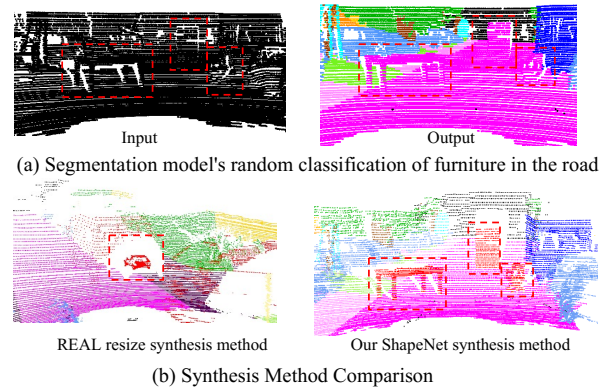 Input
Output
(a) Segmentation model's random classification of furniture in the road
REAL resize synthesis method
Our ShapeNet synthesis method
(b) Synthesis Method Comparison